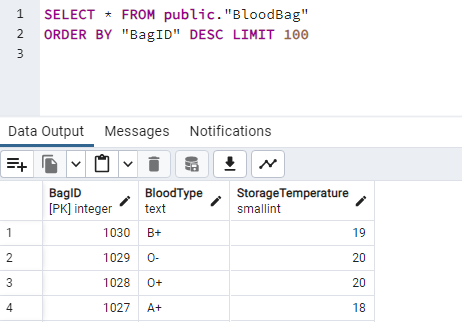 1 SELECT * FROM public."BloodBag"
2 ORDER BY "BagID" DESC LIMIT 100
3
Data Output Messages Notifications
BagID BloodType StorageTemperature
[PK] integer text smallint
1 1030 B+ 19
2 1029 O- 20
3 1028 O+ 20
4 1027 A+ 18